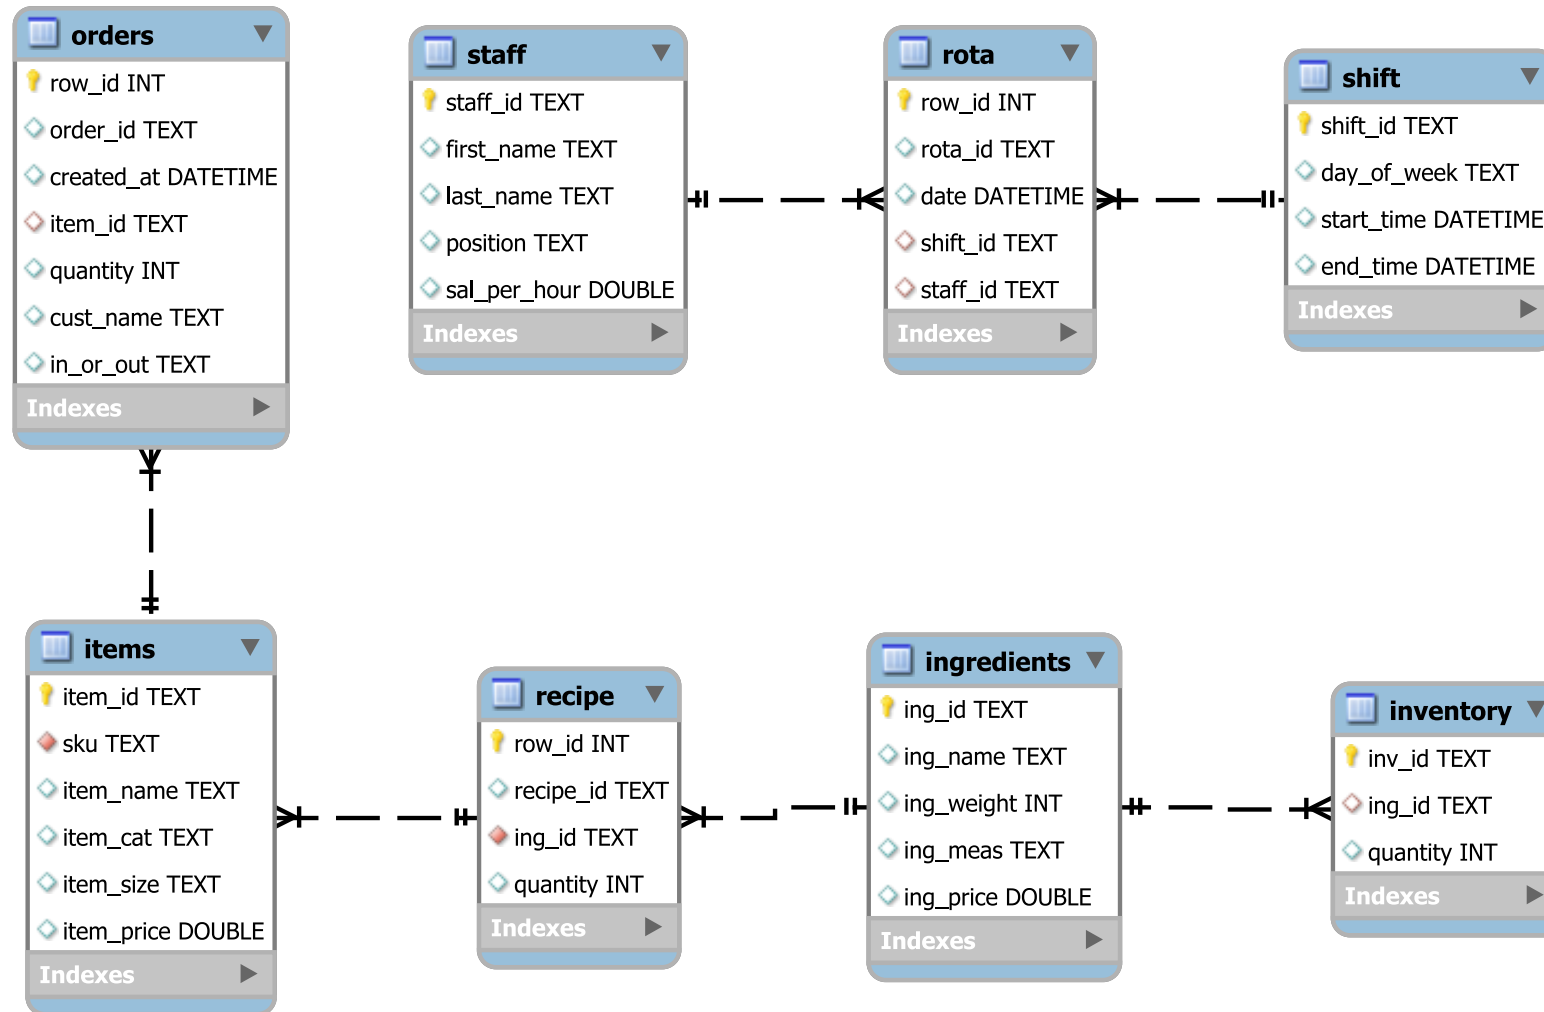 orders
row_id INT
order_id TEXT
created_at DATETIME
item_id TEXT
quantity INT
cust_name TEXT
in_or_out TEXT
Indexes
staff
staff_id TEXT
first_name TEXT
last_name TEXT
position TEXT
sal_per_hour DOUBLE
Indexes
rota
row_id INT
rota_id TEXT
date DATETIME
shift_id TEXT
staff_id TEXT
Indexes
shift
shift_id TEXT
day_of_week TEXT
start_time DATETIME
end_time DATETIME
Indexes
items
item_id TEXT
sku TEXT
item_name TEXT
item_cat TEXT
item_size TEXT
item_price DOUBLE
Indexes
recipe
row_id INT
recipe_id TEXT
ing_id TEXT
quantity INT
Indexes
ingredients
ing_id TEXT
ing_name TEXT
ing_weight INT
ing_meas TEXT
ing_price DOUBLE
Indexes
inventory
inv_id TEXT
ing_id TEXT
quantity INT
Indexes